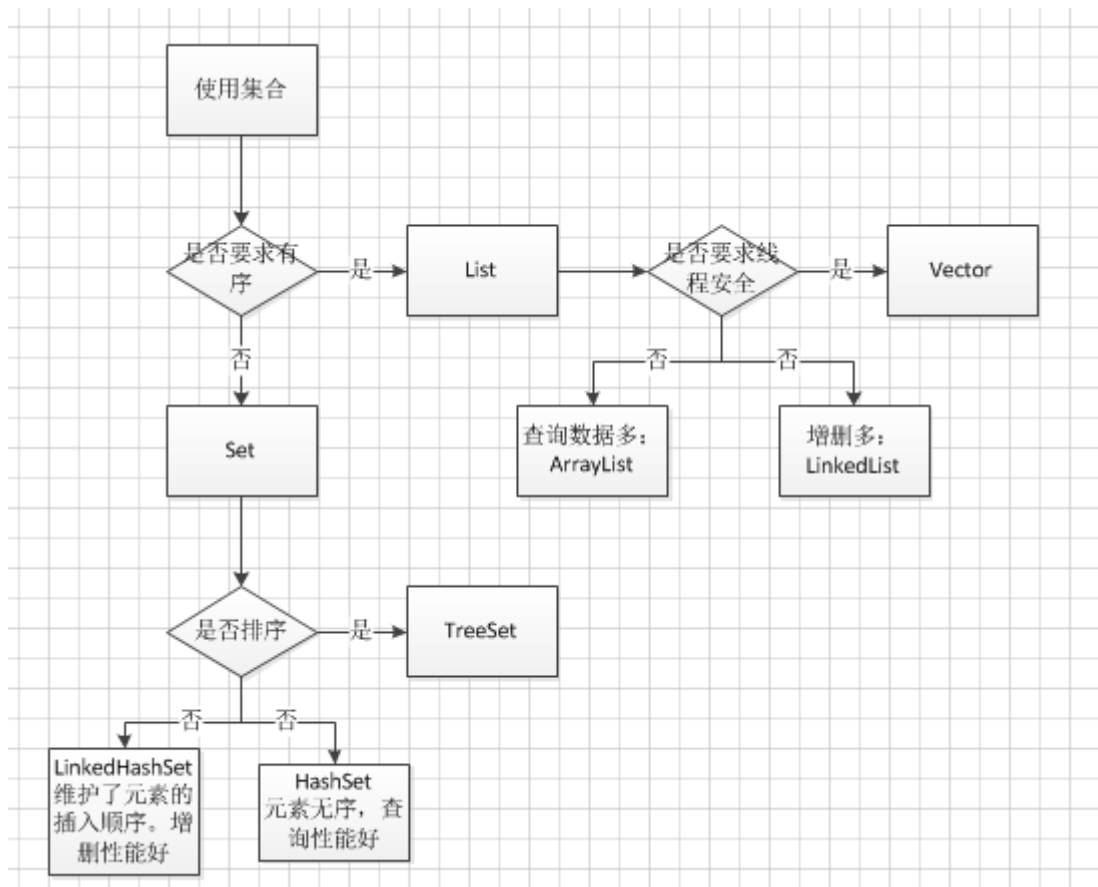 使用集合
是否要求有
序
是
List
是否要求线
程安全
是
Vector
否
否
否
Set
查询数据多:
ArrayList
增删多:
LinkedList
是否排序
是
TreeSet
否
否
LinkedHashSet
维护了元素的
插入顺序。增
删性能好
HashSet
元素无序，查
询性能好